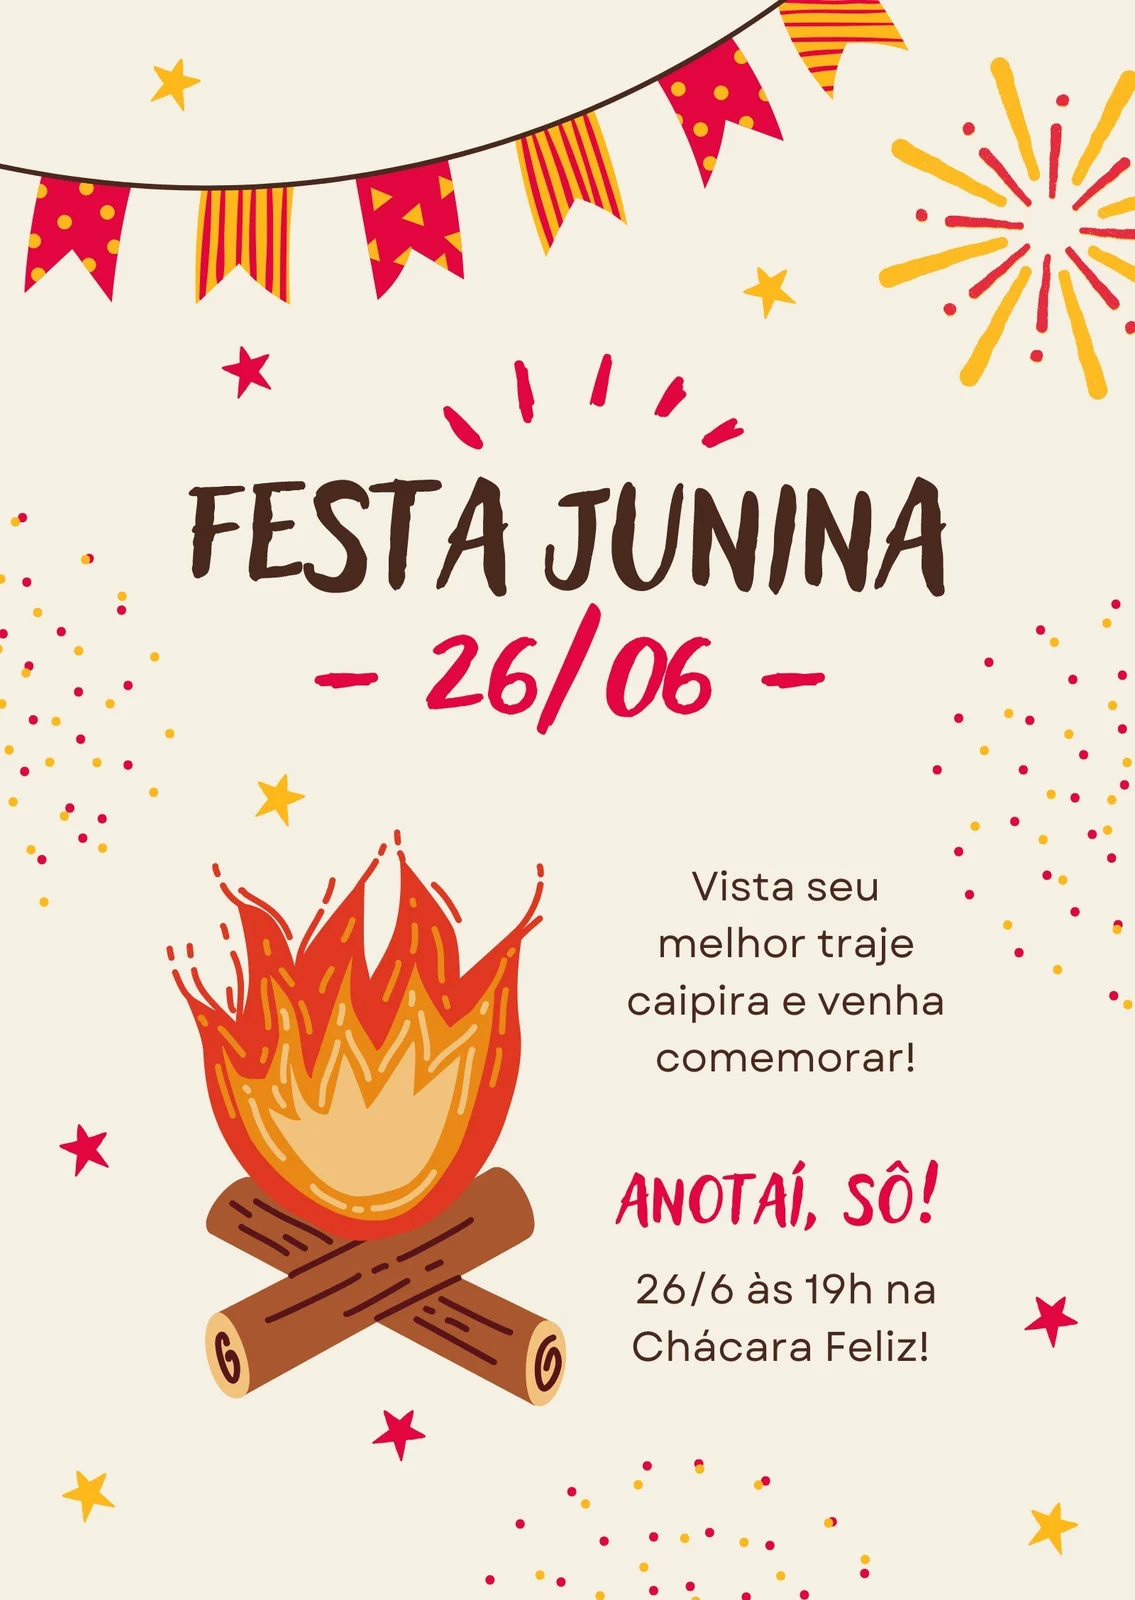 FESTA JUNINA
- 26/06 -
Vista seu
melhor traje
caipira e venha
comemorar!
ANOTAÍ, SÔ!
26/6 às 19h na
Chácara Feliz!